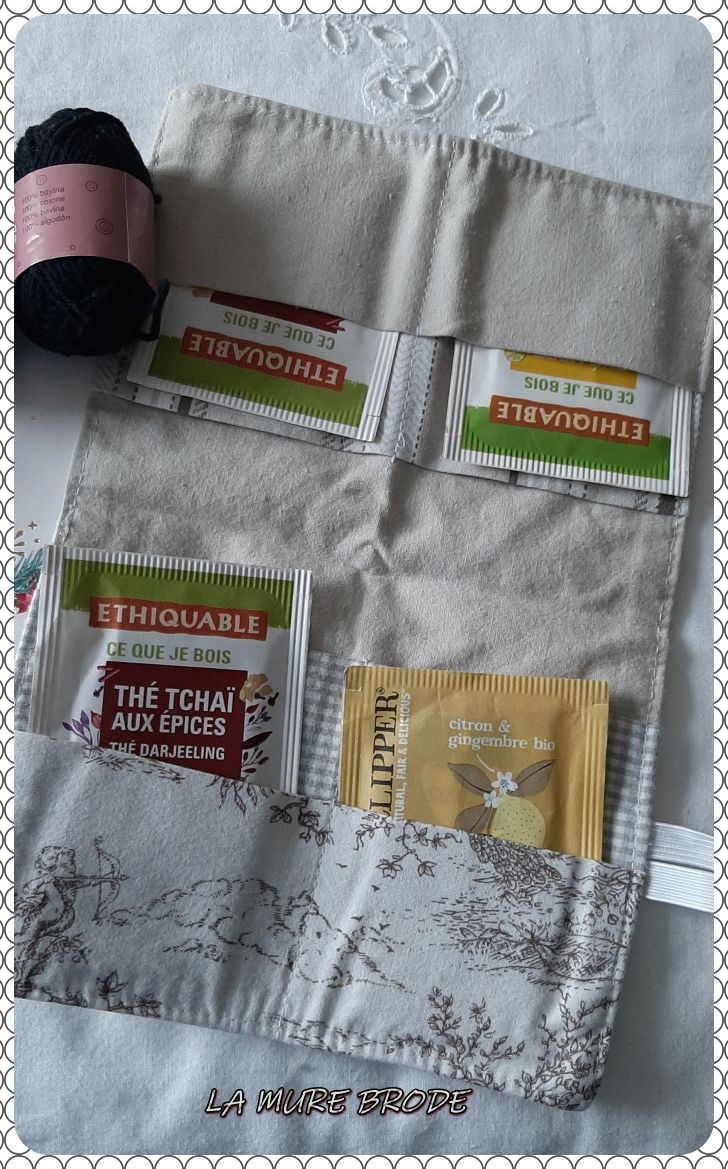 100% bavlna
100% cotone
100% bavlna
100% algodón
CE QUE JE BOIS
ETHIQUABLE
CE QUE JE BOIS
ETHIQUABLE
ETHIQUABLE
CE QUE JE BOIS
THÉ TCHAÏ
AUX ÉPICES
THÉ DARJEELING
LIPPER®
NATURAL, FAIR & DELICIOUS
citron &
gingembre bio
LA MURE BRODE